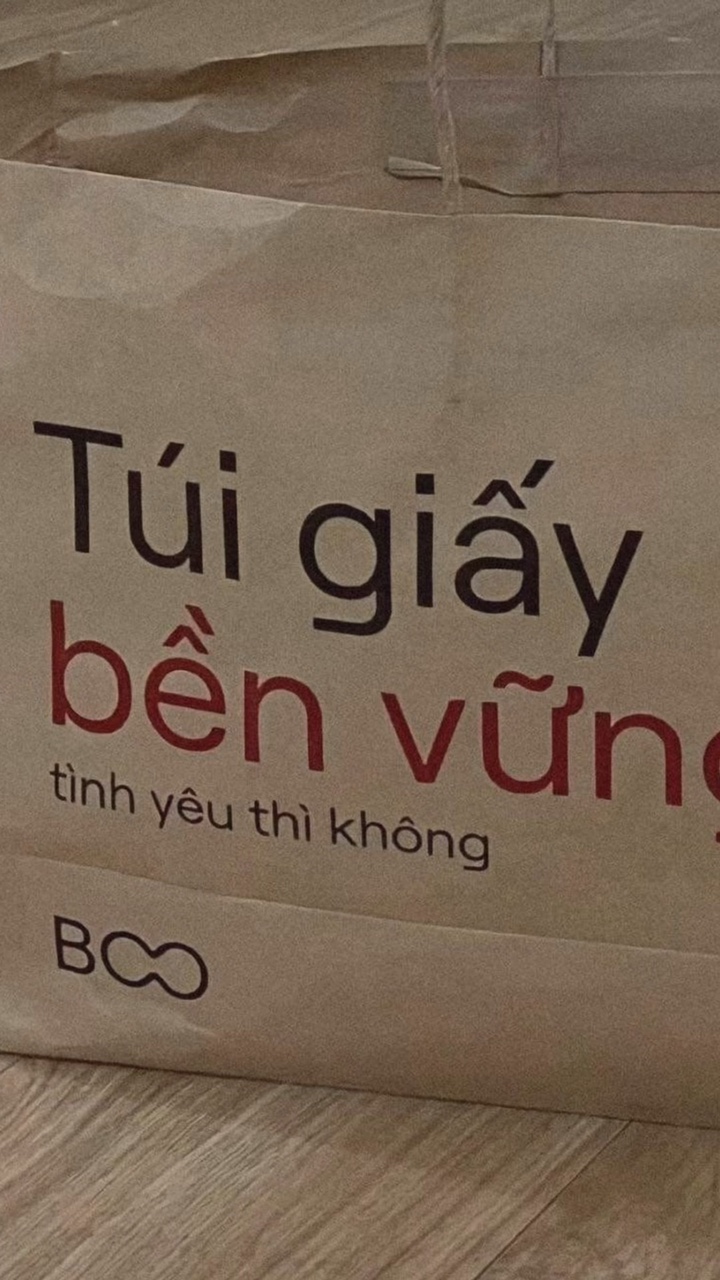 Túi giấy
bền vững
tình yêu thì không
BOO